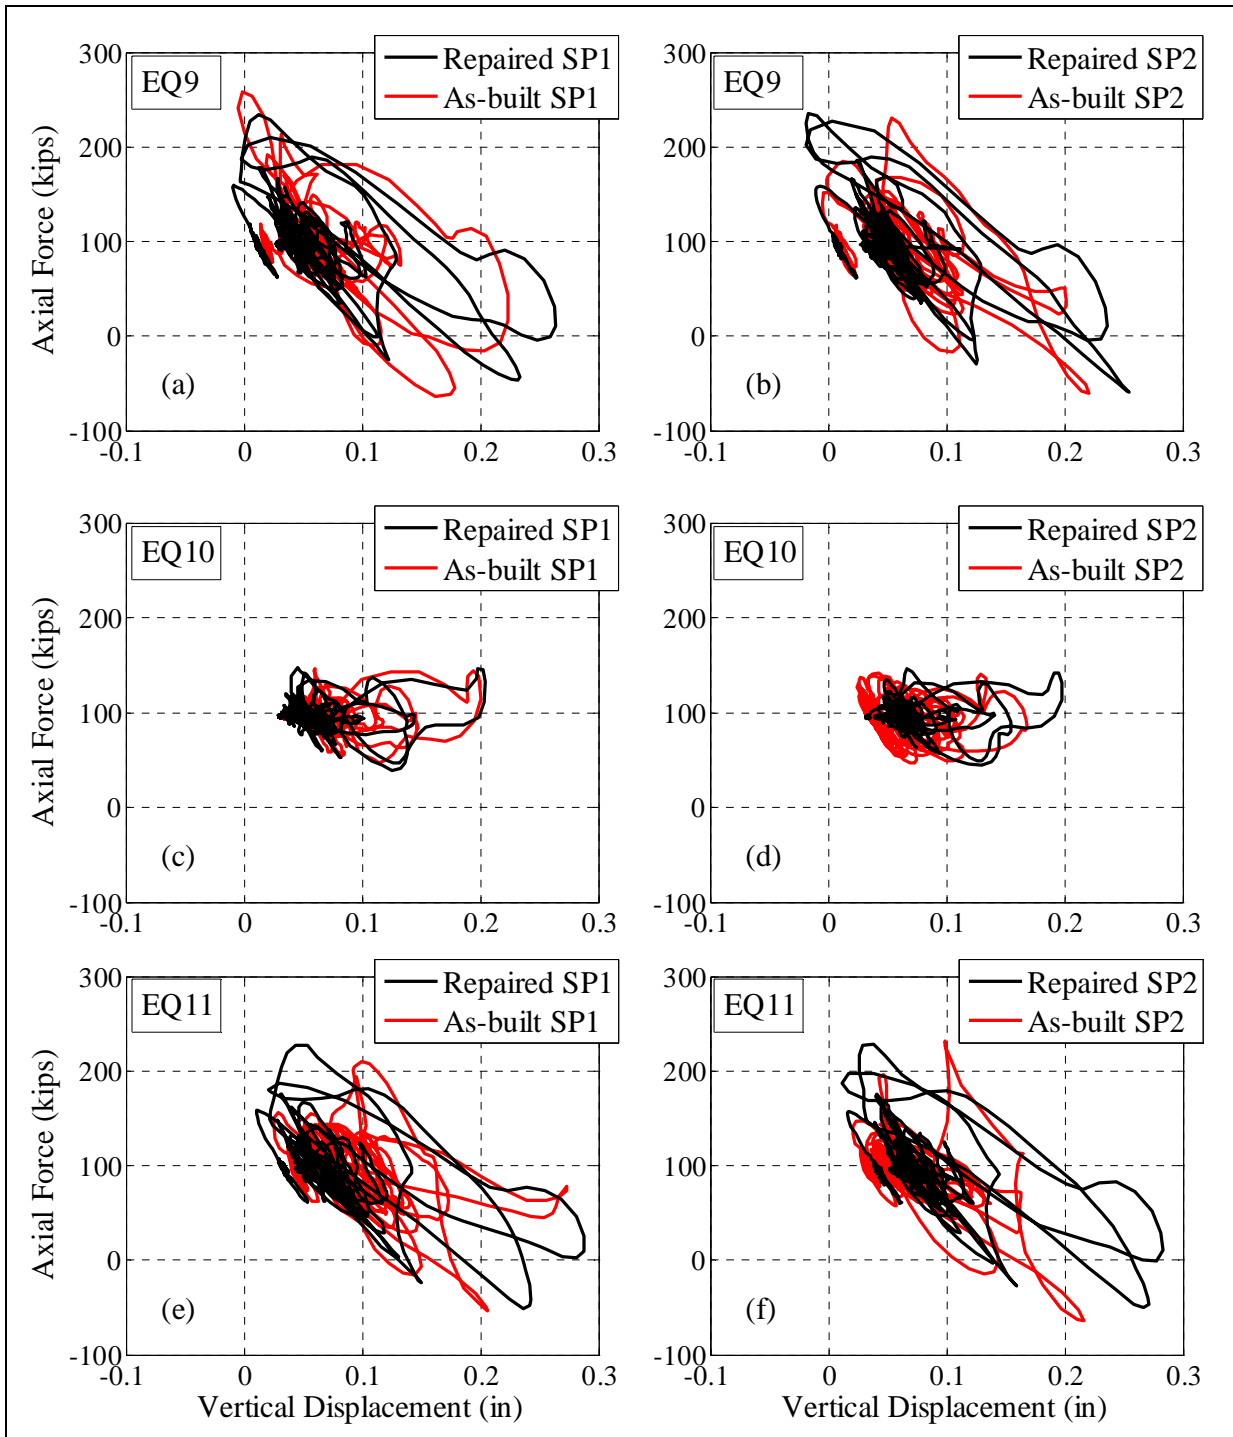 300
200
100
0
-100
Axial Force (kips)
EQ9
Repaired SP1
As-built SP1
(a)
-0.1 0 0.1 0.2 0.3
300
200
100
0
-100
EQ9
Repaired SP2
As-built SP2
(b)
-0.1 0 0.1 0.2 0.3
300
200
100
0
-100
Axial Force (kips)
EQ10
Repaired SP1
As-built SP1
(c)
-0.1 0 0.1 0.2 0.3
300
200
100
0
-100
EQ10
Repaired SP2
As-built SP2
(d)
-0.1 0 0.1 0.2 0.3
300
200
100
0
-100
Axial Force (kips)
EQ11
Repaired SP1
As-built SP1
(e)
-0.1 0 0.1 0.2 0.3
Vertical Displacement (in)
300
200
100
0
-100
EQ11
Repaired SP2
As-built SP2
(f)
-0.1 0 0.1 0.2 0.3
Vertical Displacement (in)